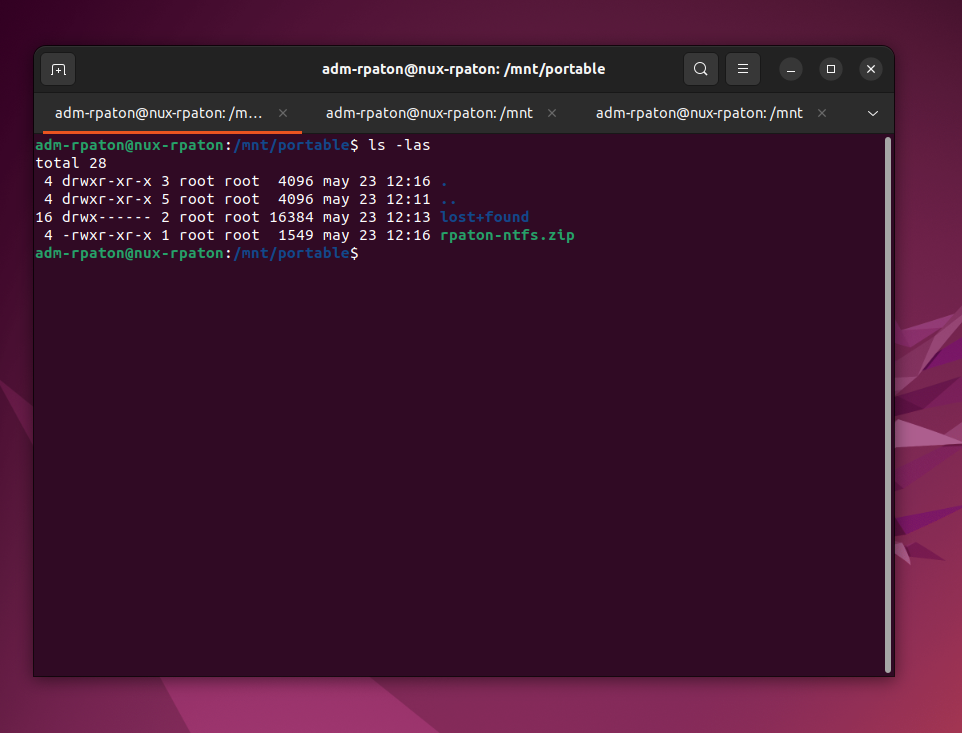 adm-rpaton@nux-rpaton: /mnt/portable
adm-rpaton@nux-rpaton: /m… adm-rpaton@nux-rpaton: /mnt adm-rpaton@nux-rpaton: /mnt
adm-rpaton@nux-rpaton:/mnt/portable$ ls -las
total 28
 4 drwxr-xr-x 3 root root  4096 may 23 12:16 .
 4 drwxr-xr-x 5 root root  4096 may 23 12:11 ..
16 drwx------ 2 root root 16384 may 23 12:13 lost+found
 4 -rwxr-xr-x 1 root root  1549 may 23 12:16 rpaton-ntfs.zip
adm-rpaton@nux-rpaton:/mnt/portable$